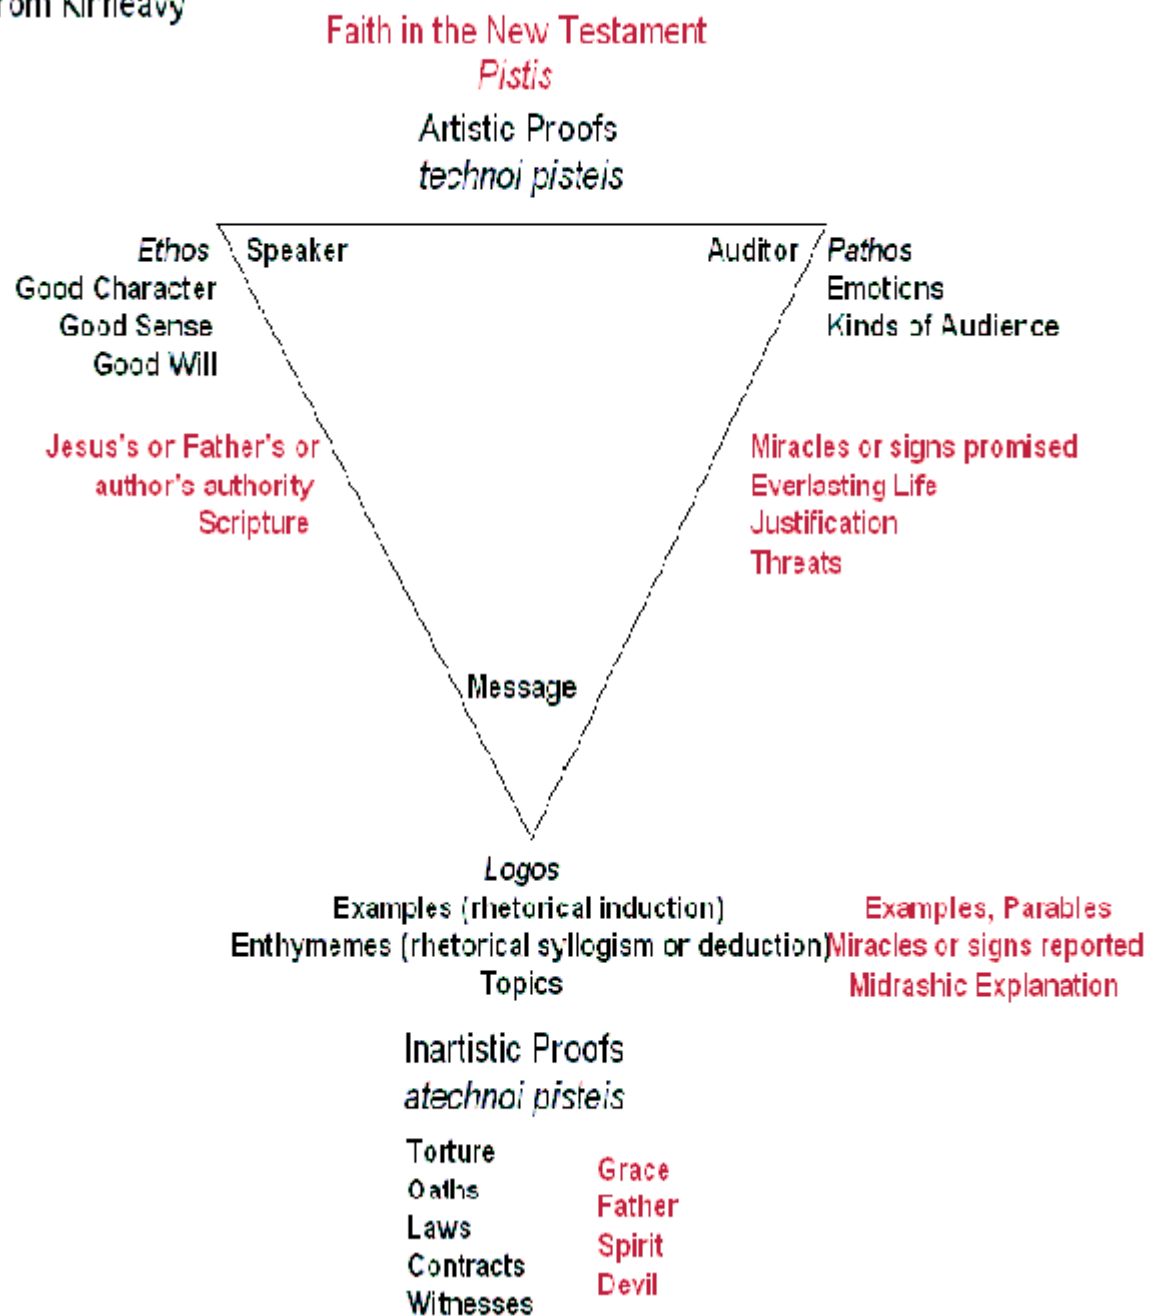 rom Kinneavy
Faith in the New Testament
Pistis
Artistic Proofs
technoi pisteis
Ethos Speaker Auditor Pathos
Good Character Emotions
Good Sense Kinds of Audience
Good Will
Jesus's or Father's or Miracles or signs promised
author's authority Everlasting Life
Scripture Justification
Threats
Message
Logos
Examples (rhetorical induction) Examples, Parables
Enthymemes (rhetorical syllogism or deduction) Miracles or signs reported
Topics Midrashic Explanation
Inartistic Proofs
atechnoi pisteis
Torture
Grace
Oaths
Father
Laws
Spirit
Contracts
Devil
Witnesses